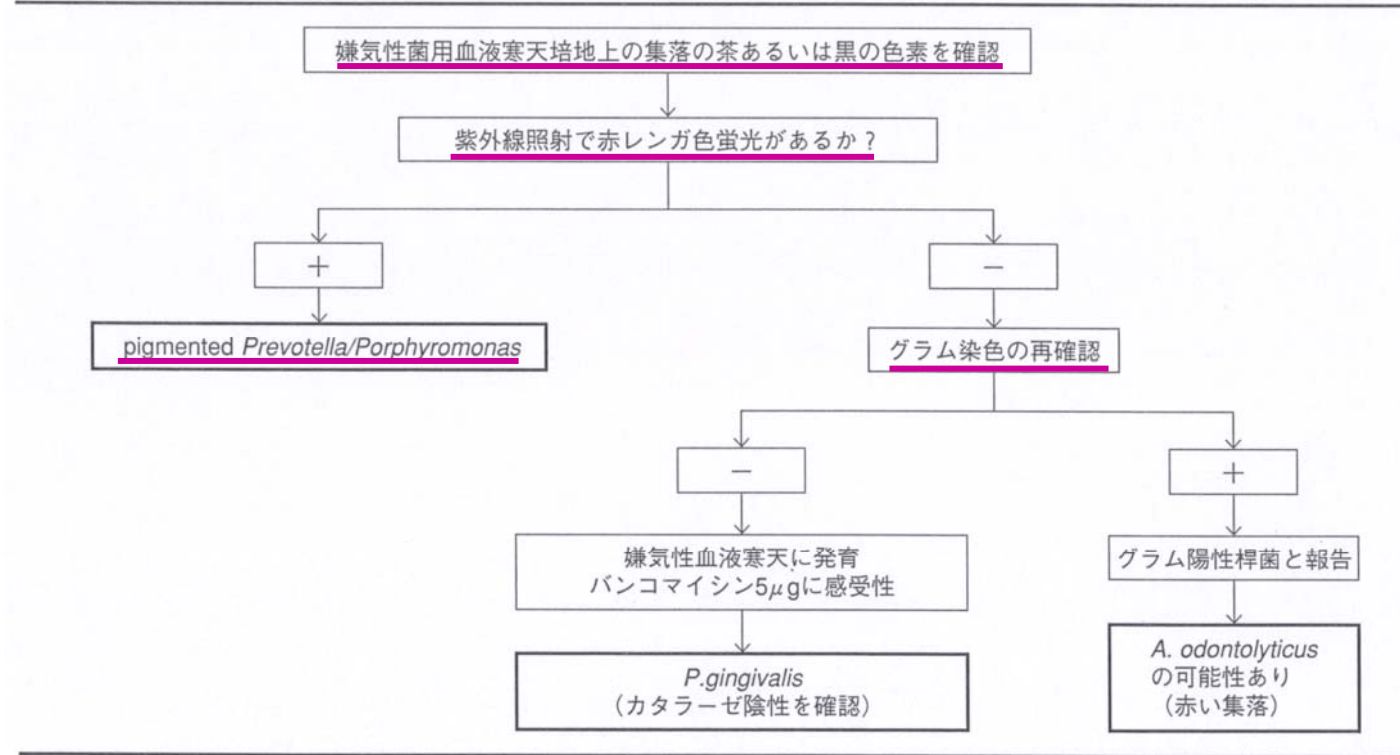 嫌気性菌用血液寒天培地上の集落の茶あるいは黒の色素を確認
紫外線照射で赤レンガ色蛍光があるか?
+
−
pigmented Prevotella/Porphyromonas
グラム染色の再確認
−
+
嫌気性血液寒天に発育
バンコマイシン5μgに感受性
グラム陽性桿菌と報告
P.gingivalis
(カタラーゼ陰性を確認)
A. odontolyticus
の可能性あり
(赤い集落)